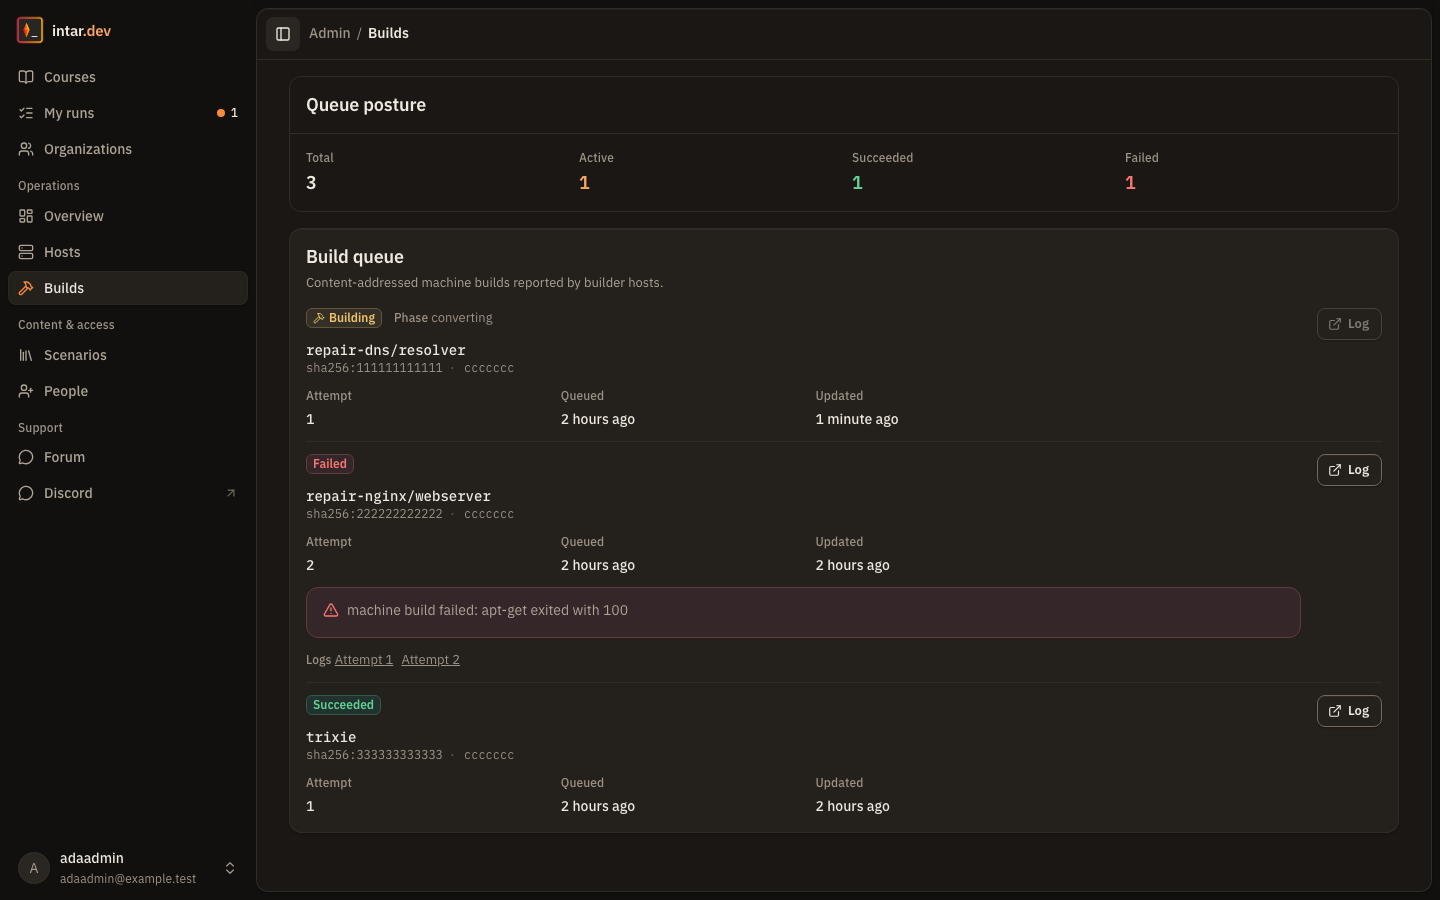 intar.dev
Courses
My runs 1
Organizations
Operations
Overview
Hosts
Builds
Content & access
Scenarios
People
Support
Forum
Discord
A
adaadmin
adaadmin@example.test
Admin / Builds
Queue posture
Total Active Succeeded Failed
3 1 1 1
Build queue
Content-addressed machine builds reported by builder hosts.
Building Phase converting Log
repair-dns/resolver
sha256:111111111111 · ccccccc
Attempt Queued Updated
1 2 hours ago 1 minute ago
Failed Log
repair-nginx/webserver
sha256:222222222222 · ccccccc
Attempt Queued Updated
2 2 hours ago 2 hours ago
machine build failed: apt-get exited with 100
Logs Attempt 1 Attempt 2
Succeeded Log
trixie
sha256:333333333333 · ccccccc
Attempt Queued Updated
1 2 hours ago 2 hours ago